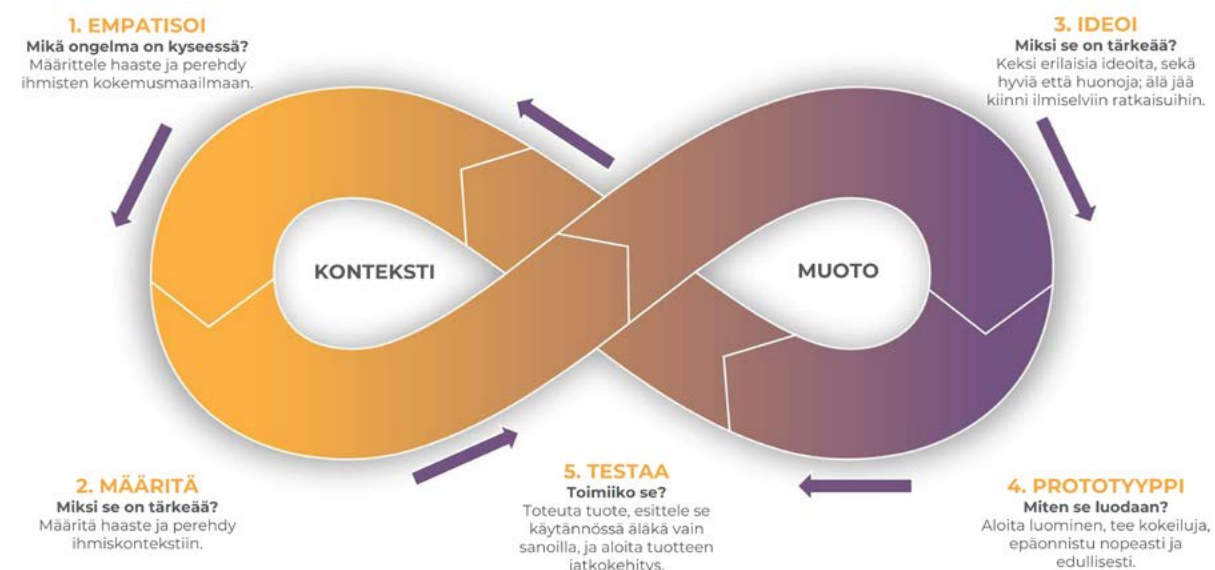 1. EMPATISOI
Mikä ongelma on kyseessä?
Määrittele haaste ja perehdy
ihmisten kokemusmaailmaan.
3. IDEOI
Miksi se on tärkeää?
Keksi erilaisia ideoita, sekä
hyviä että huonoja; älä jää
kiinni ilmiselviin ratkaisuihin.
KONTEKSTI
MUOTO
2. MÄÄRITÄ
Miksi se on tärkeää?
Määritä haaste ja perehdy
ihmiskontekstiin.
5. TESTAA
Toimiiko se?
Toteuta tuote, esittele se
käytännössä äläkä vain
sanoilla, ja aloita tuotteen
jatkokehitys.
4. PROTOTYYPPI
Miten se luodaan?
Aloita luominen, tee kokeiluja,
epäonnistu nopeasti ja
edullisesti.